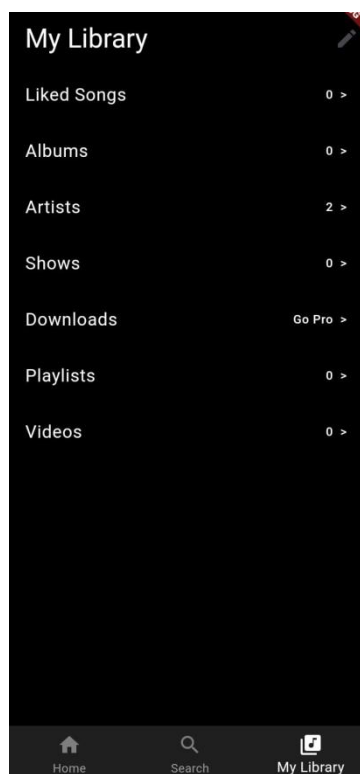 My Library
Liked Songs 0 >
Albums 0 >
Artists 2 >
Shows 0 >
Downloads Go Pro >
Playlists 0 >
Videos 0 >
Home Search My Library